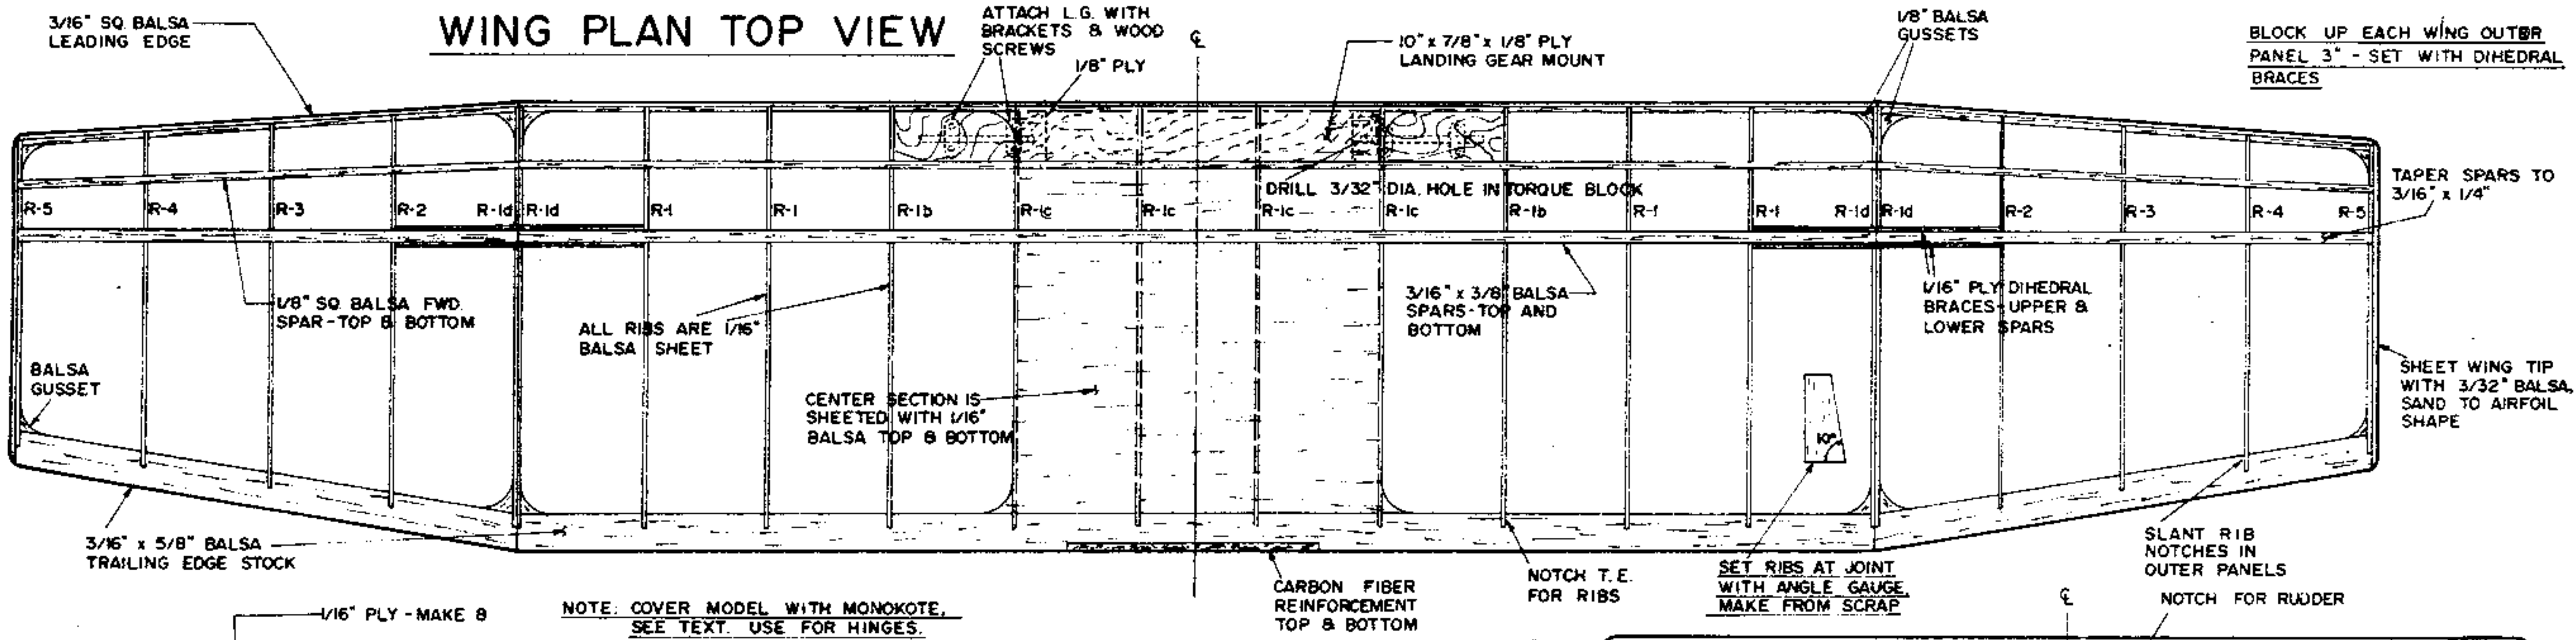 WING PLAN TOP VIEW
3/16" SQ. BALSA
LEADING EDGE
ATTACH L.G. WITH
BRACKETS & WOOD
SCREWS
1/8" PLY
℄
10" x 7/8" x 1/8" PLY
LANDING GEAR MOUNT
1/8" BALSA
GUSSETS
BLOCK UP EACH WING OUTER
PANEL 3" - SET WITH DIHEDRAL
BRACES
DRILL 3/32" DIA. HOLE IN TORQUE BLOCK
TAPER SPARS TO
3/16" x 1/4"
R-5 R-4 R-3 R-2 R-1d R-1d R-1 R-1 R-1b R-1c R-1c R-1c R-1c R-1b R-1 R-1 R-1d R-1d R-2 R-3 R-4 R-5
1/8" SQ. BALSA FWD.
SPAR-TOP & BOTTOM
ALL RIBS ARE 1/16"
BALSA SHEET
3/16" x 3/8" BALSA
SPARS-TOP AND
BOTTOM
1/16" PLY DIHEDRAL
BRACES-UPPER &
LOWER SPARS
BALSA
GUSSET
CENTER SECTION IS
SHEETED WITH 1/16"
BALSA TOP & BOTTOM
10°
SHEET WING TIP
WITH 3/32" BALSA,
SAND TO AIRFOIL
SHAPE
3/16" x 5/8" BALSA
TRAILING EDGE STOCK
CARBON FIBER
REINFORCEMENT
TOP & BOTTOM
NOTCH T.E.
FOR RIBS
SET RIBS AT JOINT
WITH ANGLE GAUGE,
MAKE FROM SCRAP
SLANT RIB
NOTCHES IN
OUTER PANELS
1/16" PLY - MAKE 8
NOTE: COVER MODEL WITH MONOKOTE,
SEE TEXT. USE FOR HINGES.
℄
NOTCH FOR RUDDER